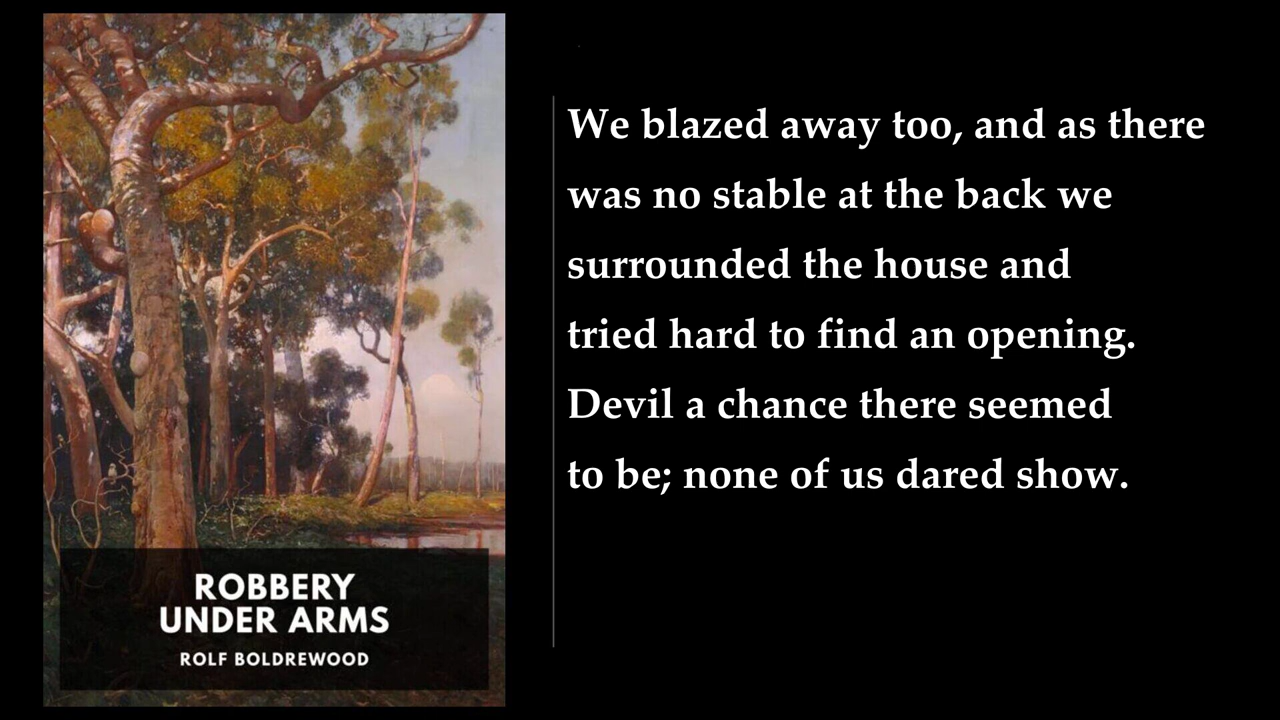 We blazed away too, and as there
was no stable at the back we
surrounded the house and
tried hard to find an opening.
Devil a chance there seemed
to be; none of us dared show.
ROBBERY
UNDER ARMS
ROLF BOLDREWOOD